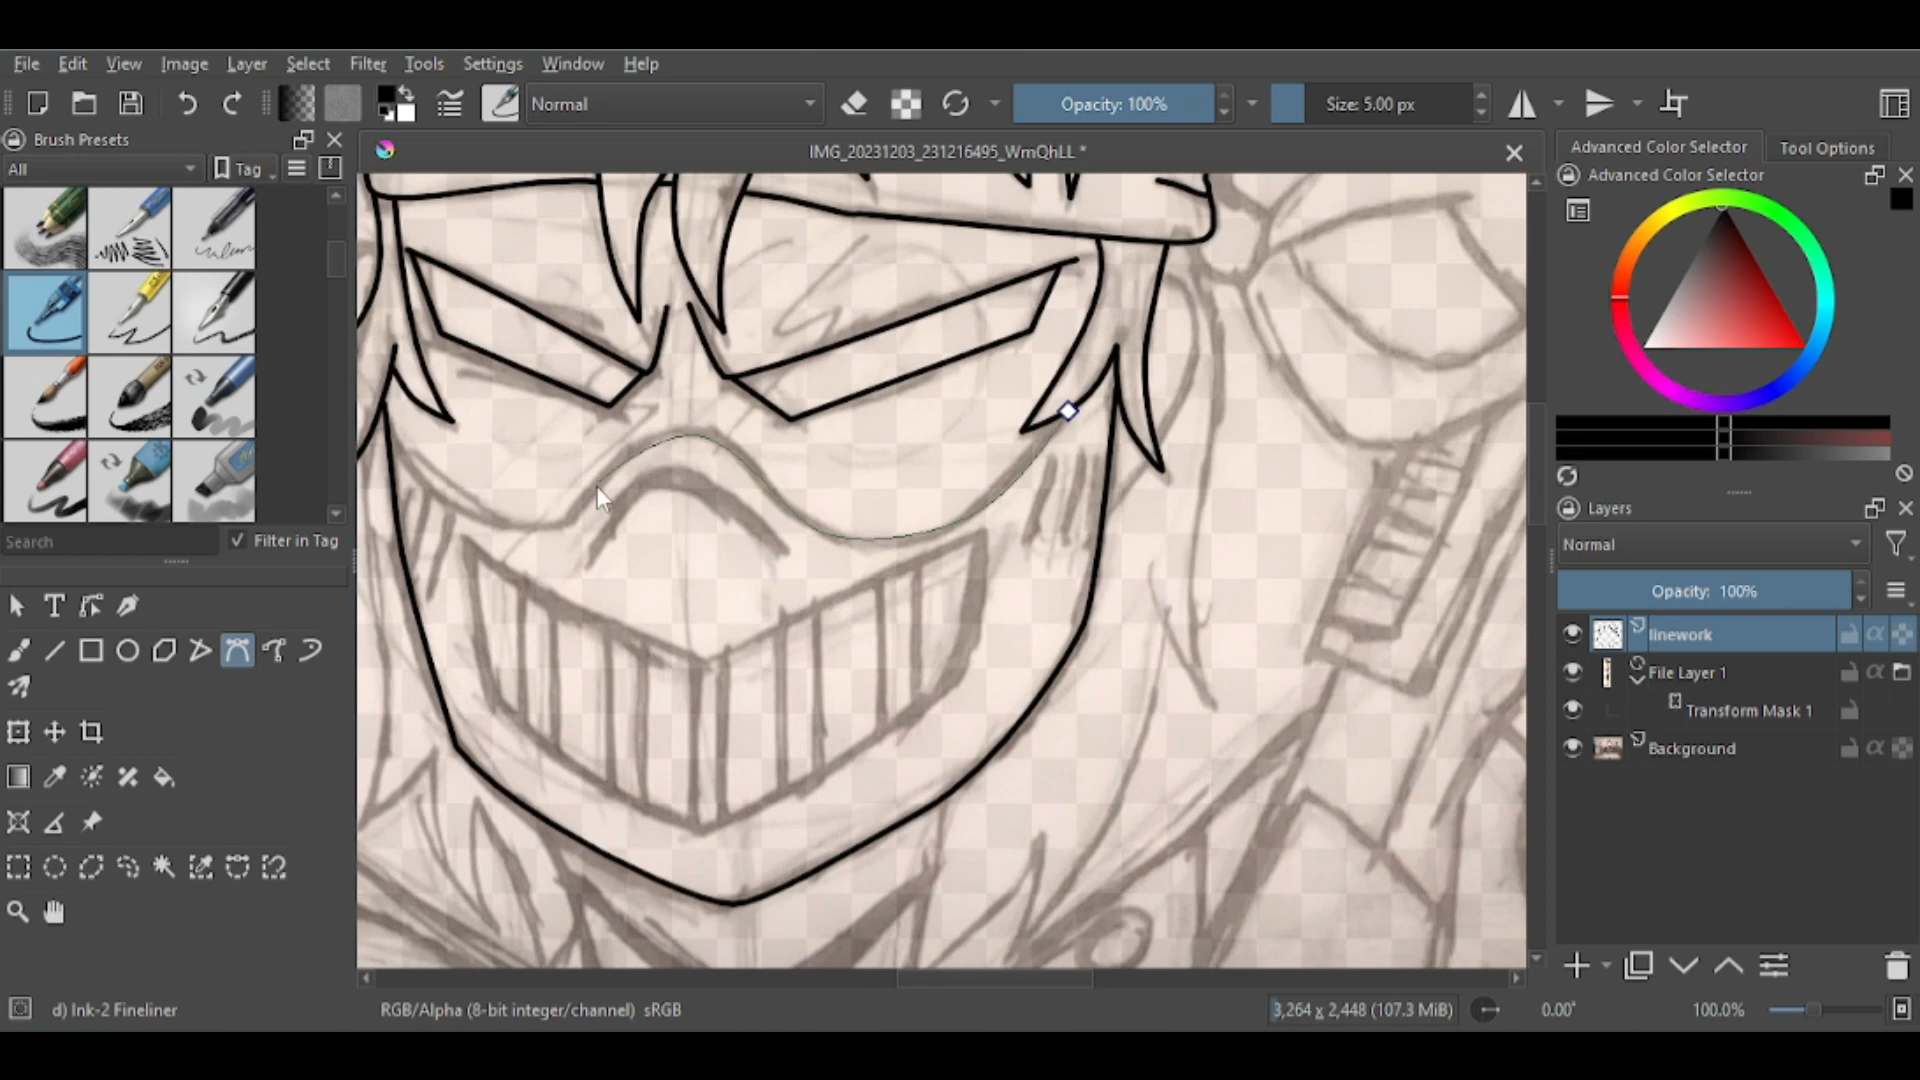 File Edit View Image Layer Select Filter Tools Settings Window Help
Normal
Opacity: 100%
Size: 5.00 px
Brush Presets
IMG_20231203_231216495_WmQhLL *
Advanced Color Selector
Tool Options
All
Tag
Advanced Color Selector
Layers
Search
Filter in Tag
Normal
Opacity: 100%
linework
File Layer 1
Transform Mask 1
Background
d) Ink-2 Fineliner
RGB/Alpha (8-bit integer/channel) sRGB
3,264 x 2,448 (107.3 MiB)
0.00°
100.0%